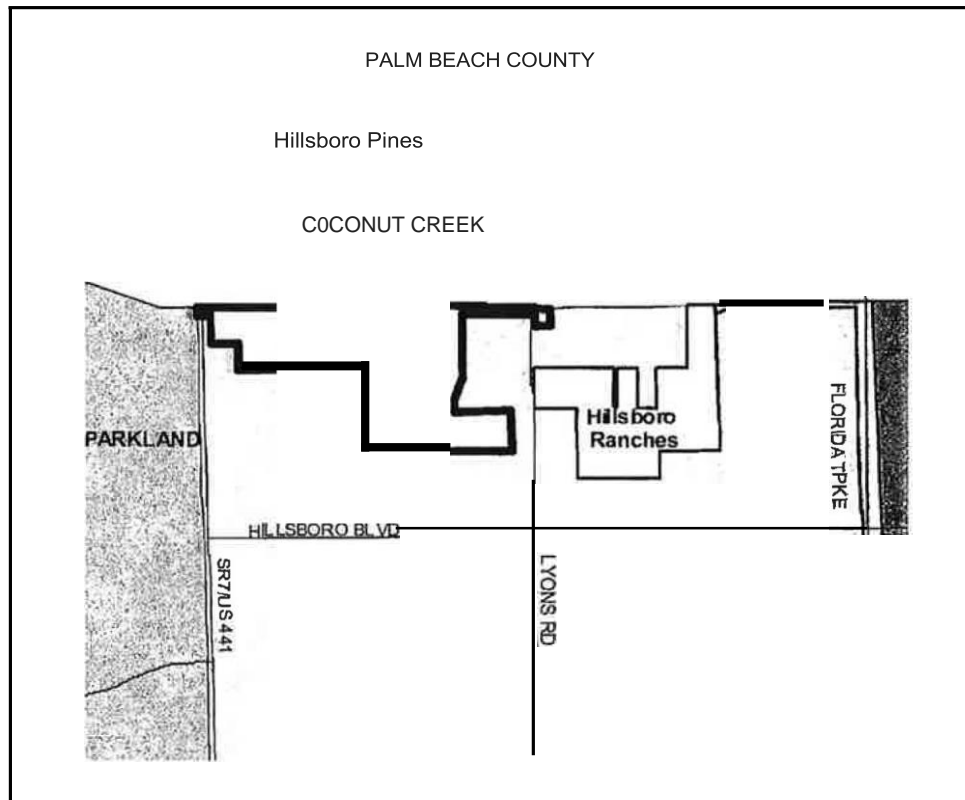 PALM BEACH COUNTY
Hillsboro Pines
C0CONUT CREEK
PARKLAND
Hillsboro
Ranches
FLORIDA TPKE
HILLSBORO BLVD
SR7/US 441
LYONS RD